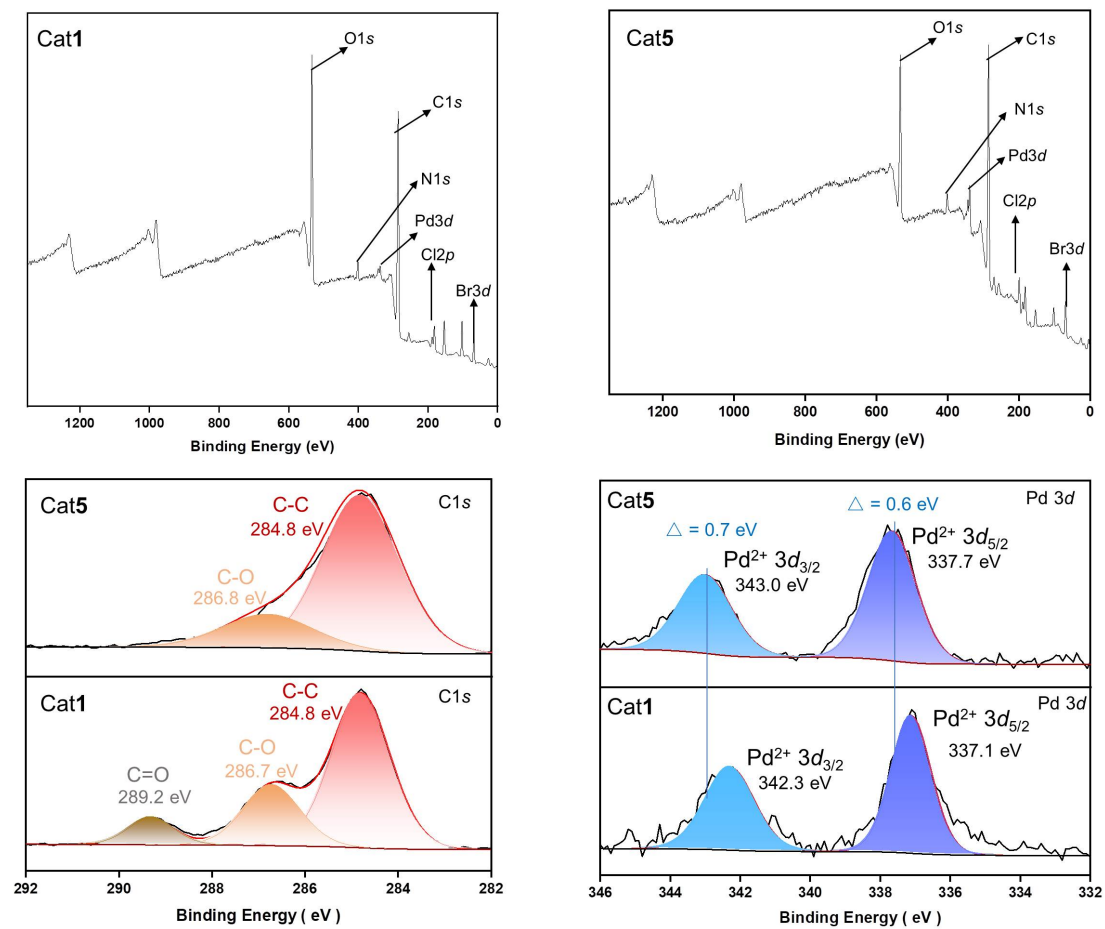 Cat1
O1s
C1s
N1s
Pd3d
Cl2p
Br3d
1200 1000 800 600 400 200 0
Binding Energy (eV)
Cat5
O1s
C1s
N1s
Pd3d
Cl2p
Br3d
1200 1000 800 600 400 200 0
Binding Energy (eV)
Cat5
C1s
C-C
284.8 eV
C-O
286.8 eV
Cat1
C1s
C-C
284.8 eV
C-O
286.7 eV
C=O
289.2 eV
292 290 288 286 284 282
Binding Energy ( eV )
Cat5
Pd 3d
△ = 0.6 eV
△ = 0.7 eV
Pd²⁺ 3d₅/₂
337.7 eV
Pd²⁺ 3d₃/₂
343.0 eV
Cat1
Pd 3d
Pd²⁺ 3d₅/₂
337.1 eV
Pd²⁺ 3d₃/₂
342.3 eV
346 344 342 340 338 336 334 332
Binding Energy ( eV )